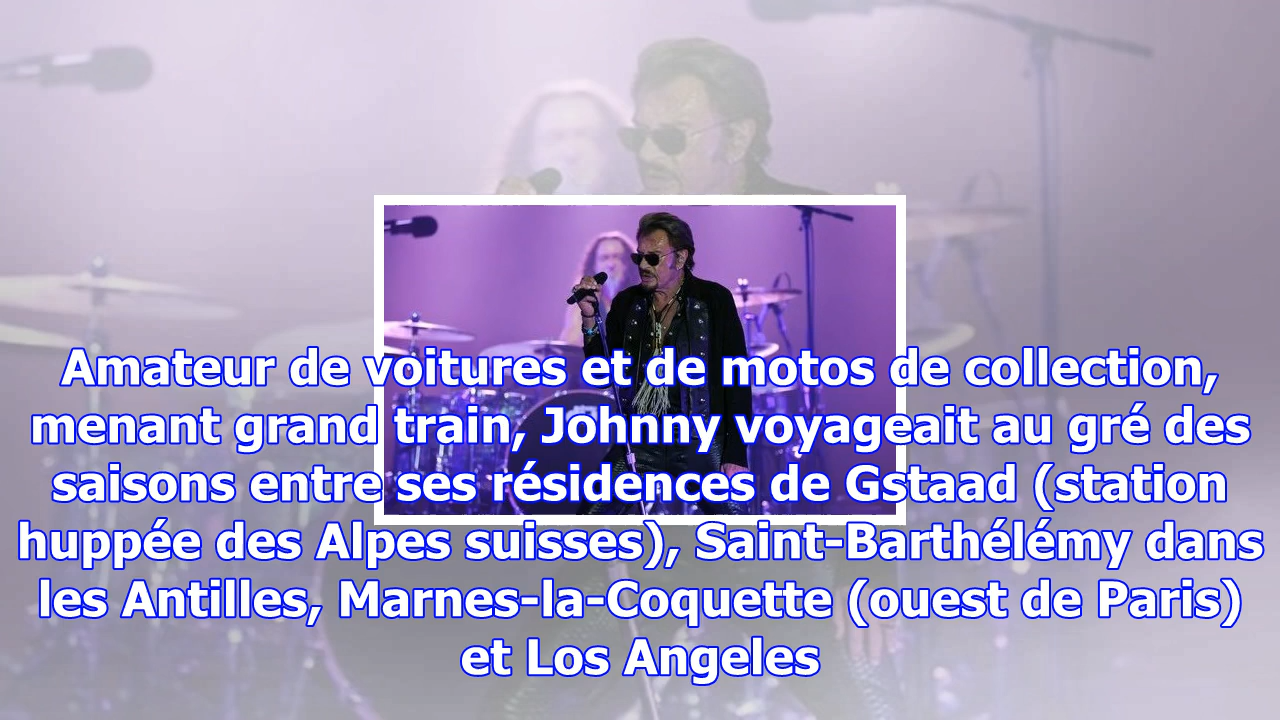 Amateur de voitures et de motos de collection,
menant grand train, Johnny voyageait au gré des
saisons entre ses résidences de Gstaad (station
huppée des Alpes suisses), Saint-Barthélémy dans
les Antilles, Marnes-la-Coquette (ouest de Paris)
et Los Angeles